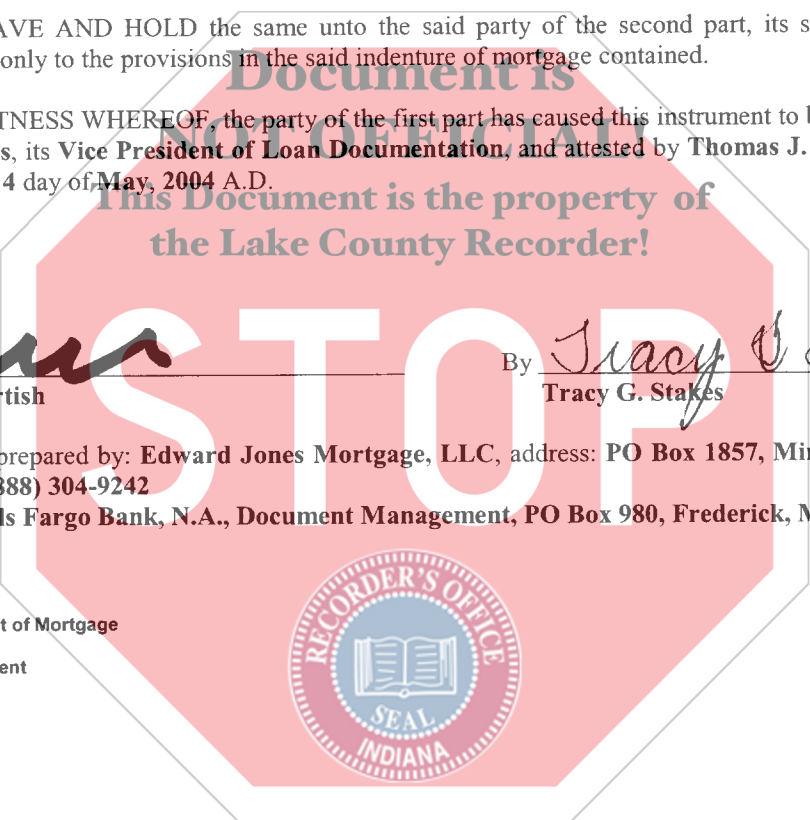 AVE AND HOLD the same unto the said party of the second part, its s
only to the provisions in the said indenture of mortgage contained.
Document is
TNESS WHEREOF, the party of the first part has caused this instrument to b
NOT OFFICIAL!
s, its Vice President of Loan Documentation, and attested by Thomas J.
4 day of May, 2004 A.D.
This Document is the property of
the Lake County Recorder!
STOP
By Tracy G
rtish
Tracy G. Stakes
prepared by: Edward Jones Mortgage, LLC, address: PO Box 1857, Min
888) 304-9242
ls Fargo Bank, N.A., Document Management, PO Box 980, Frederick, M
RECORDER'S OFFICE
SEAL
INDIANA
t of Mortgage
ent